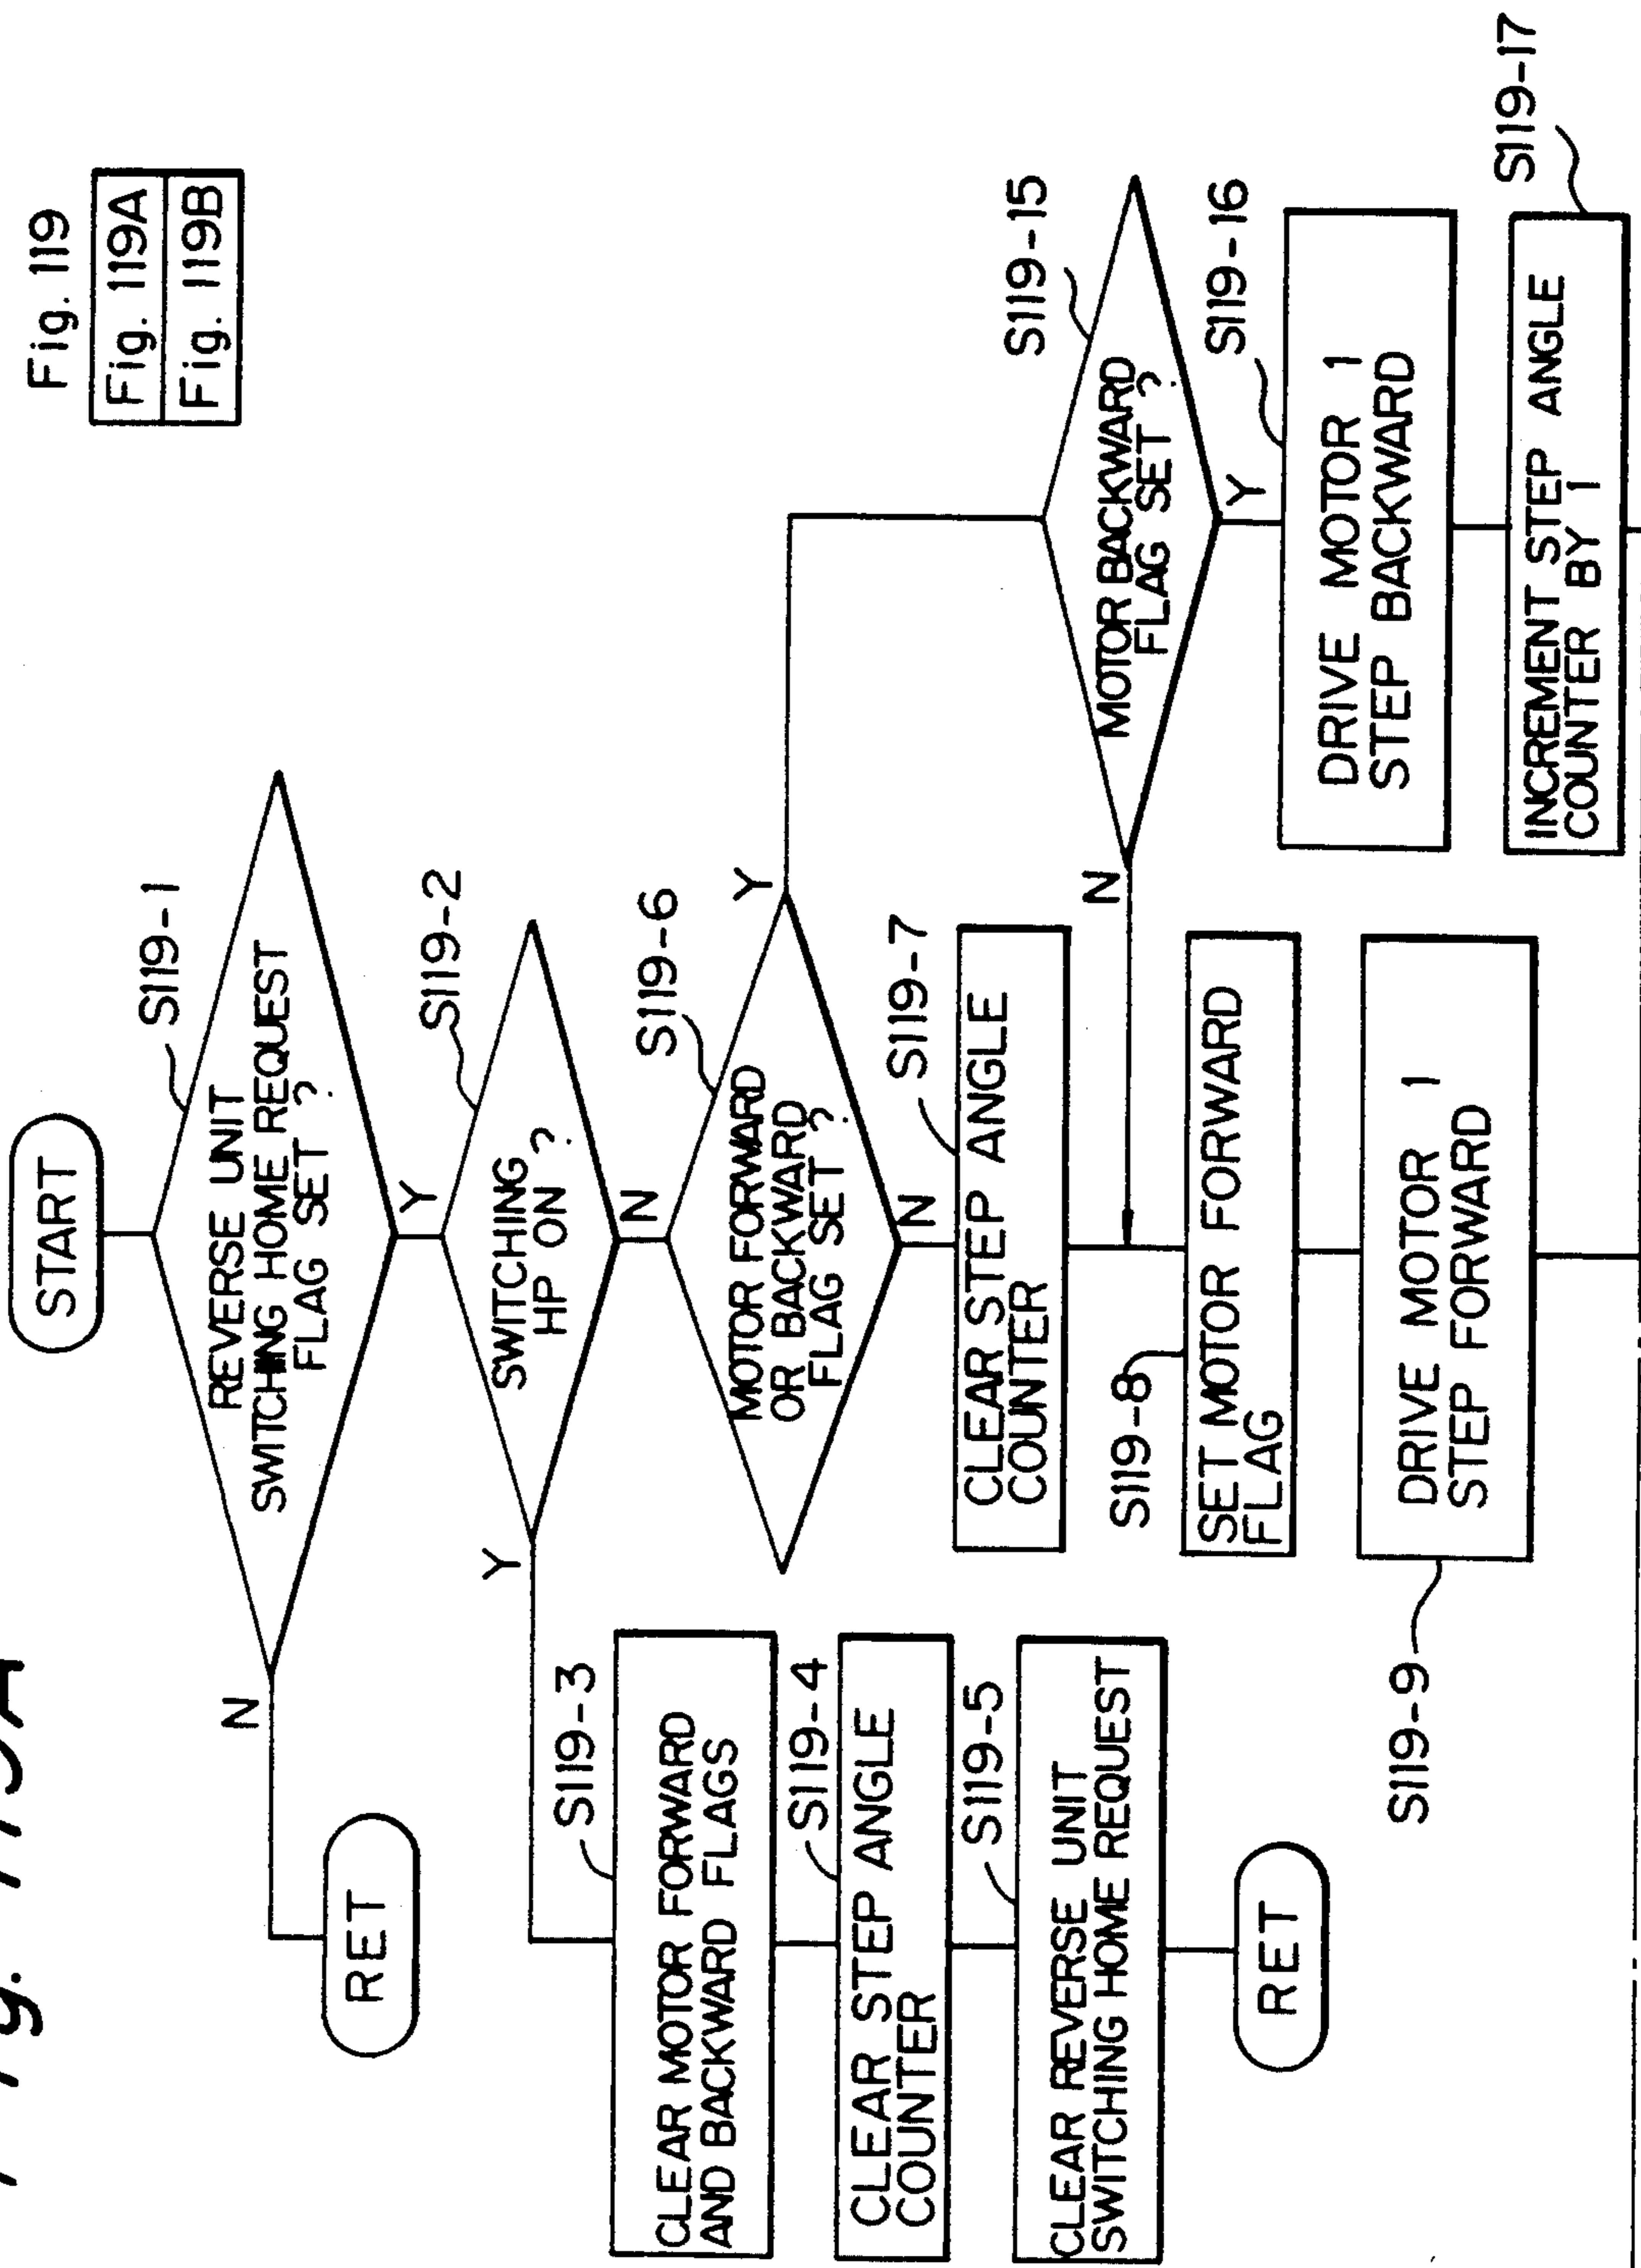 Fig. 119A
Fig. 119
Fig. 119A
Fig. 119B
START
S119-1
REVERSE UNIT
SWITCHING HOME REQUEST
FLAG SET ?
N
Y
RET
S119-2
SWITCHING
HP ON ?
Y
N
S119-3
CLEAR MOTOR FORWARD
AND BACKWARD FLAGS
S119-4
CLEAR STEP ANGLE
COUNTER
S119-5
CLEAR REVERSE UNIT
SWITCHING HOME REQUEST
RET
S119-6
MOTOR FORWARD
OR BACKWARD
FLAG SET ?
Y
N
S119-7
CLEAR STEP ANGLE
COUNTER
S119-8
SET MOTOR FORWARD
FLAG
S119-9
DRIVE MOTOR 1
STEP FORWARD
S119-15
MOTOR BACKWARD
FLAG SET ?
N
Y
S119-16
DRIVE MOTOR 1
STEP BACKWARD
S119-17
INCREMENT STEP ANGLE
COUNTER BY 1